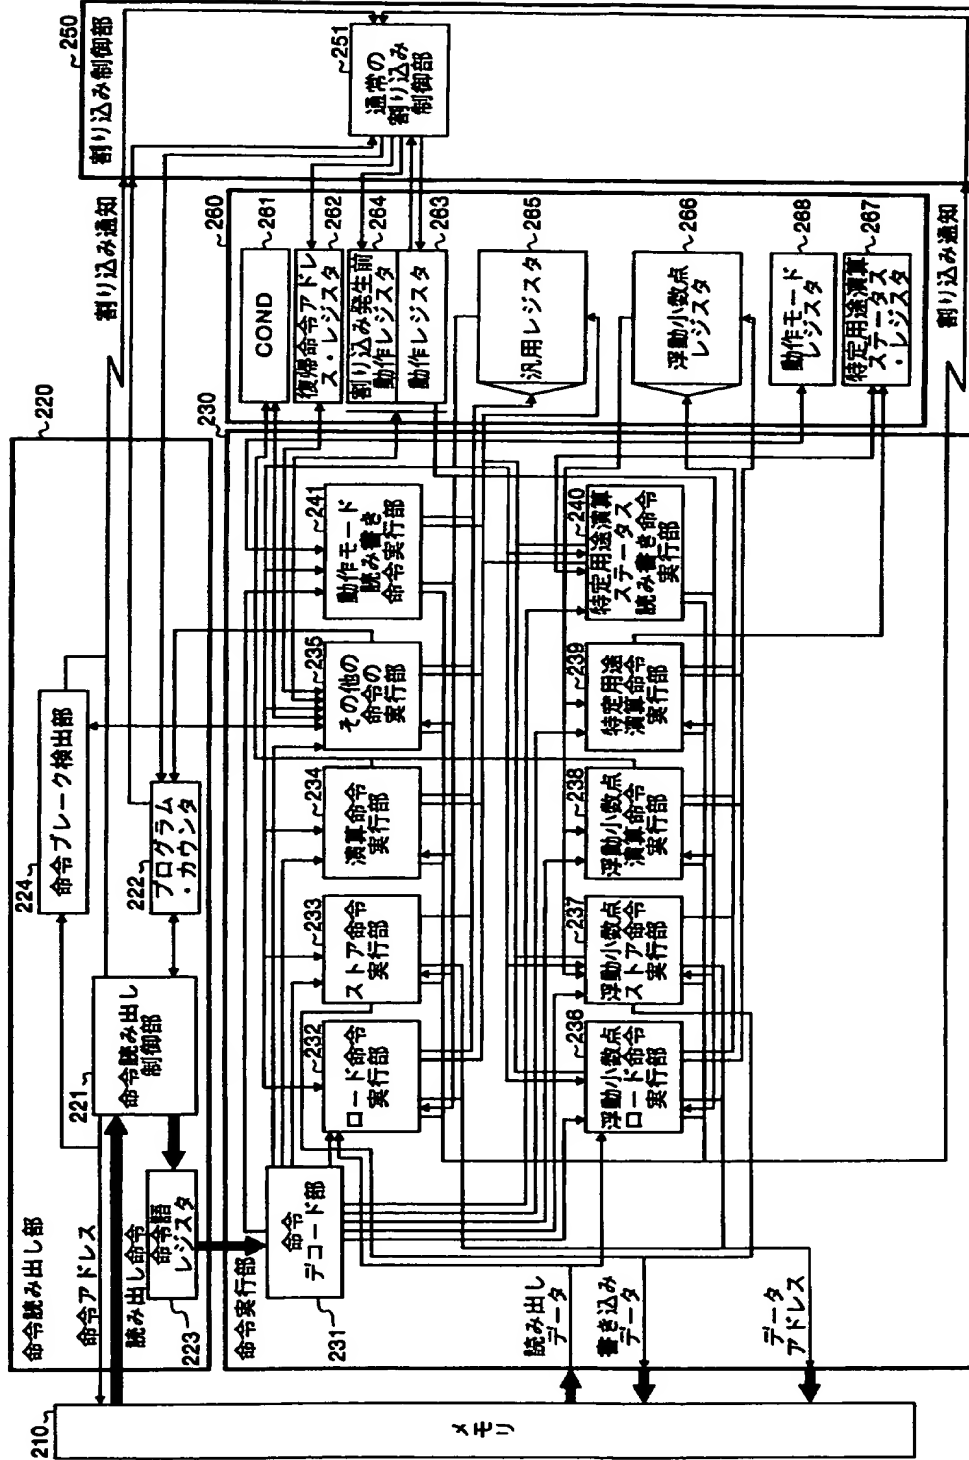 210
メモリ
220
命令読み出し部
命令アドレス
読み出し命令
221
命令読み出し
制御部
222
プログラム
・カウンタ
223
命令語
レジスタ
224
命令ブレーク検出部
230
命令実行部
231
命令
デコード部
232
ロード命令
実行部
233
ストア命令
実行部
234
演算命令
実行部
235
その他の
命令の
実行部
241
動作モード
読み書き
命令実行部
236
浮動小数点
ロード命令
実行部
237
浮動小数点
ストア命令
実行部
238
浮動小数点
演算命令
実行部
239
特定用途
演算命令
実行部
240
特定用途演算
ステータス
読み書き命令
実行部
読み出し
データ
書き込み
データ
データ
アドレス
割り込み通知
割り込み通知
250
割り込み制御部
251
通常の
割り込み
制御部
260
261
COND
262
復帰命令アドレ
ス・レジスタ
264
割り込み発生前
動作レジスタ
263
動作レジスタ
265
汎用レジスタ
266
浮動小数点
レジスタ
268
動作モード
レジスタ
267
特定用途演算
ステータス
・レジスタ